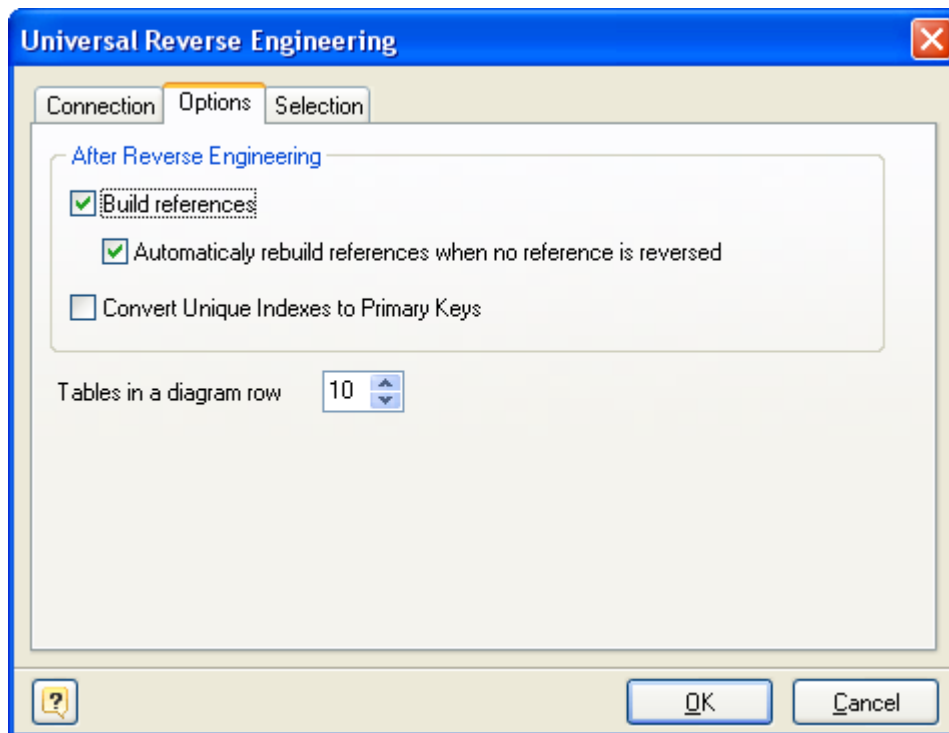 Universal Reverse Engineering
Connection Options Selection
After Reverse Engineering
Build references
Automaticaly rebuild references when no reference is reversed
Convert Unique Indexes to Primary Keys
Tables in a diagram row 10
? OK Cancel